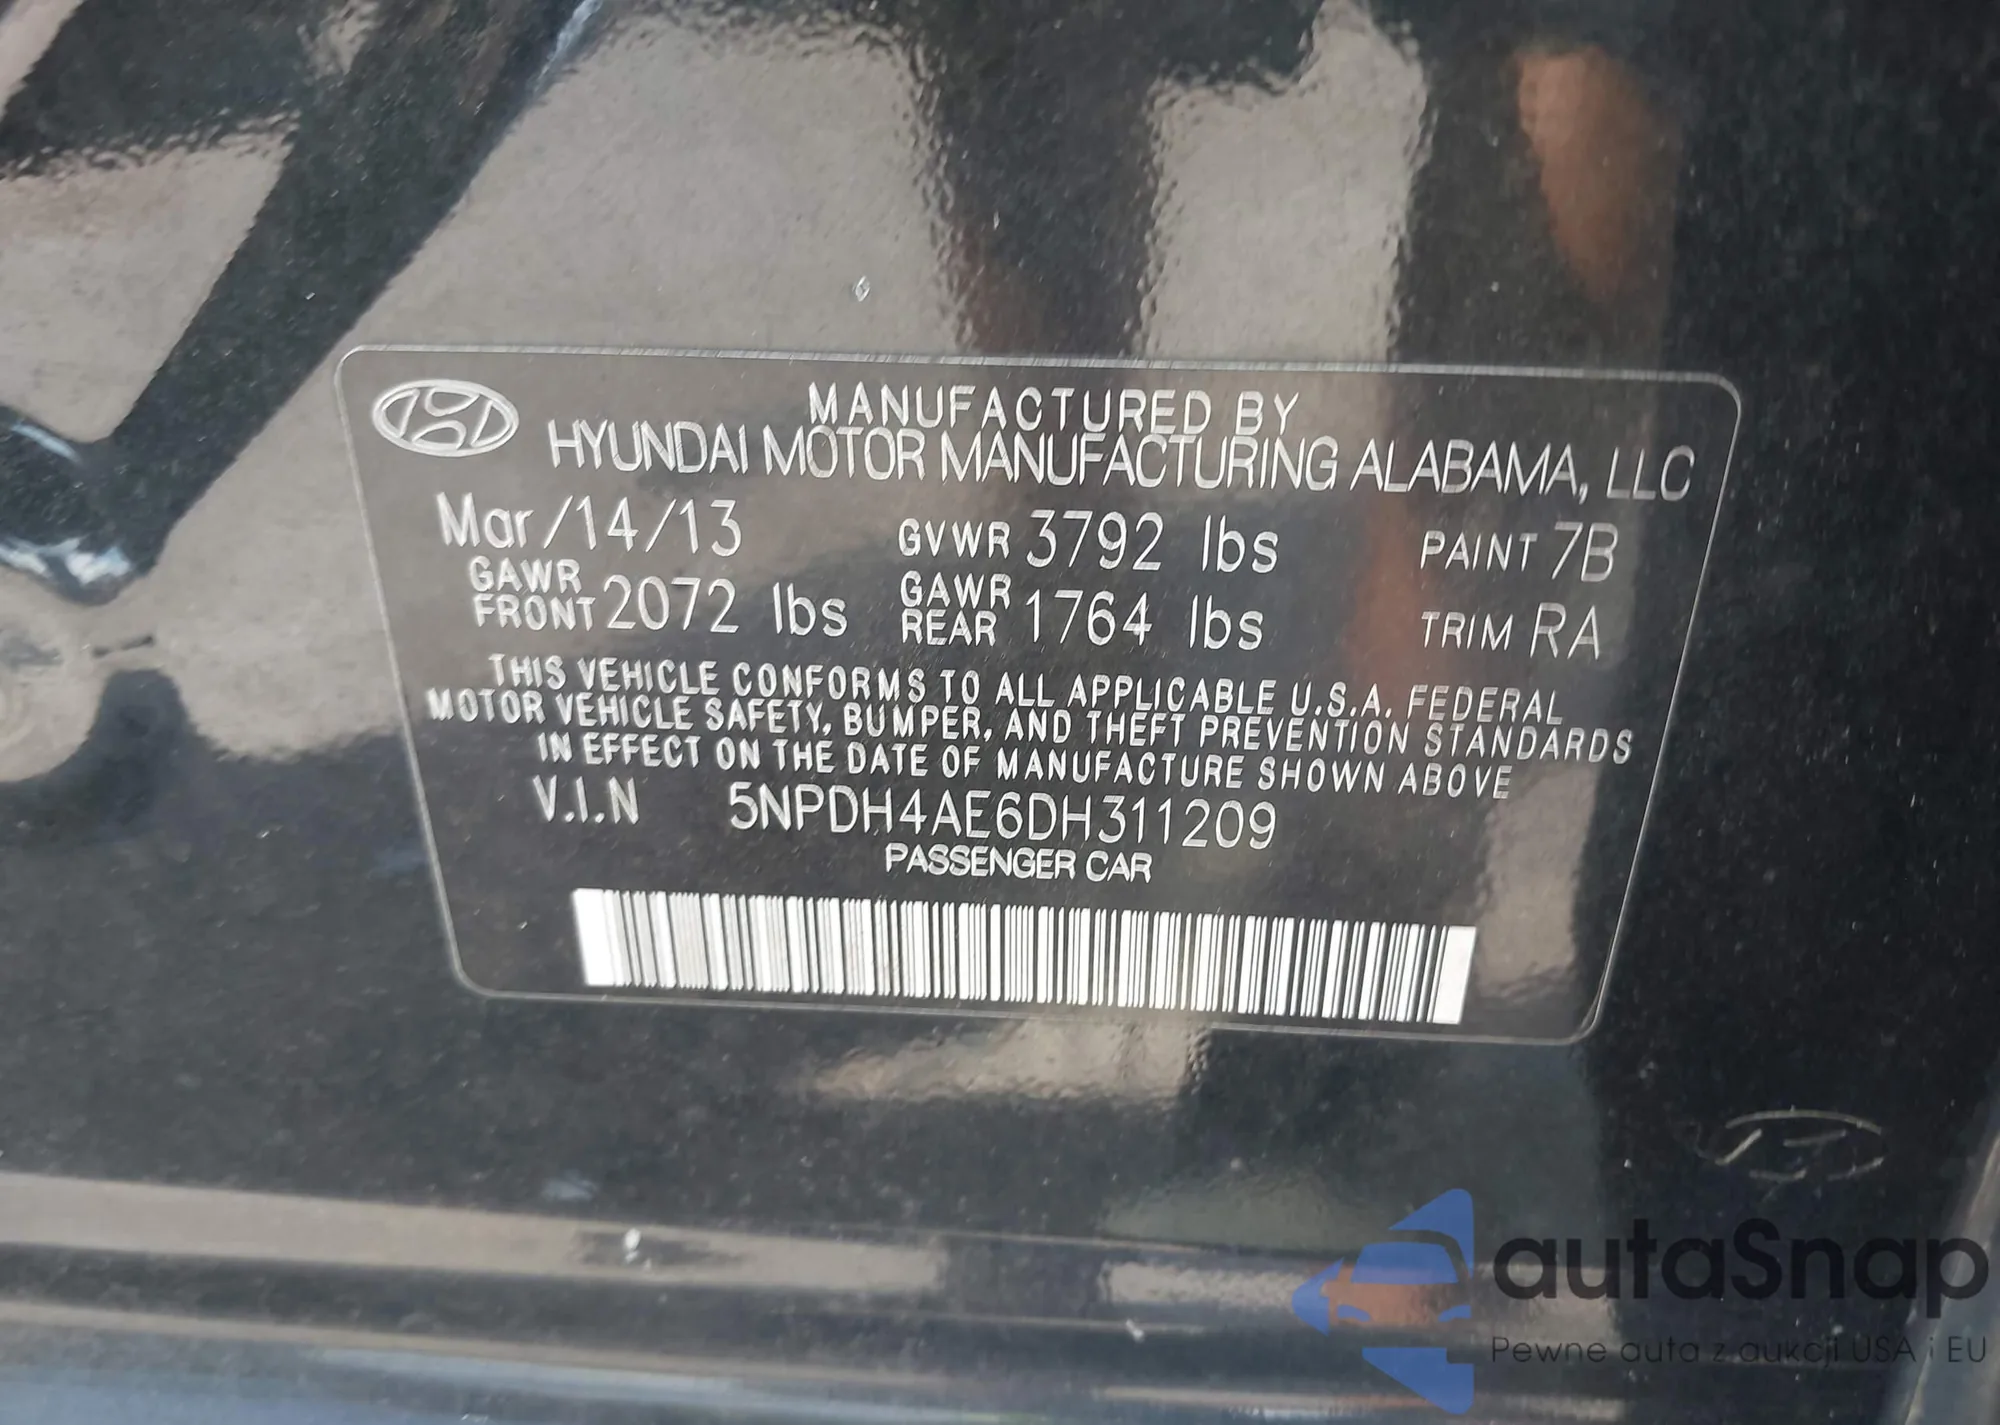 MANUFACTURED BY
HYUNDAI MOTOR MANUFACTURING ALABAMA, LLC
Mar/14/13 GVWR 3792 lbs PAINT 7B
GAWR FRONT 2072 lbs GAWR REAR 1764 lbs TRIM RA
THIS VEHICLE CONFORMS TO ALL APPLICABLE U.S.A. FEDERAL
MOTOR VEHICLE SAFETY, BUMPER, AND THEFT PREVENTION STANDARDS
IN EFFECT ON THE DATE OF MANUFACTURE SHOWN ABOVE
V.I.N 5NPDH4AE6DH311209
PASSENGER CAR
autaSnap
Pewne auta z aukcji USA i EU